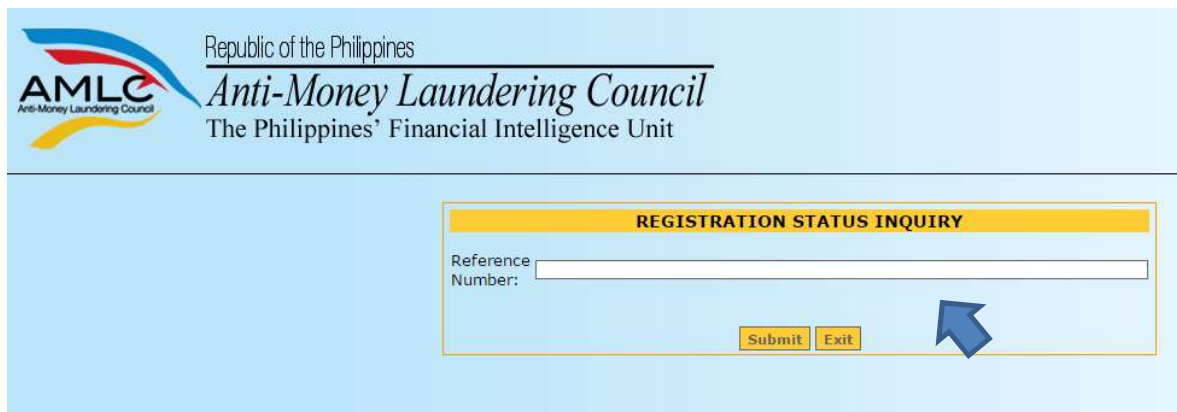 Republic of the Philippines
AMLC
Anti-Money Laundering Council
Anti-Money Laundering Council
The Philippines' Financial Intelligence Unit
REGISTRATION STATUS INQUIRY
Reference
Number:
Submit Exit